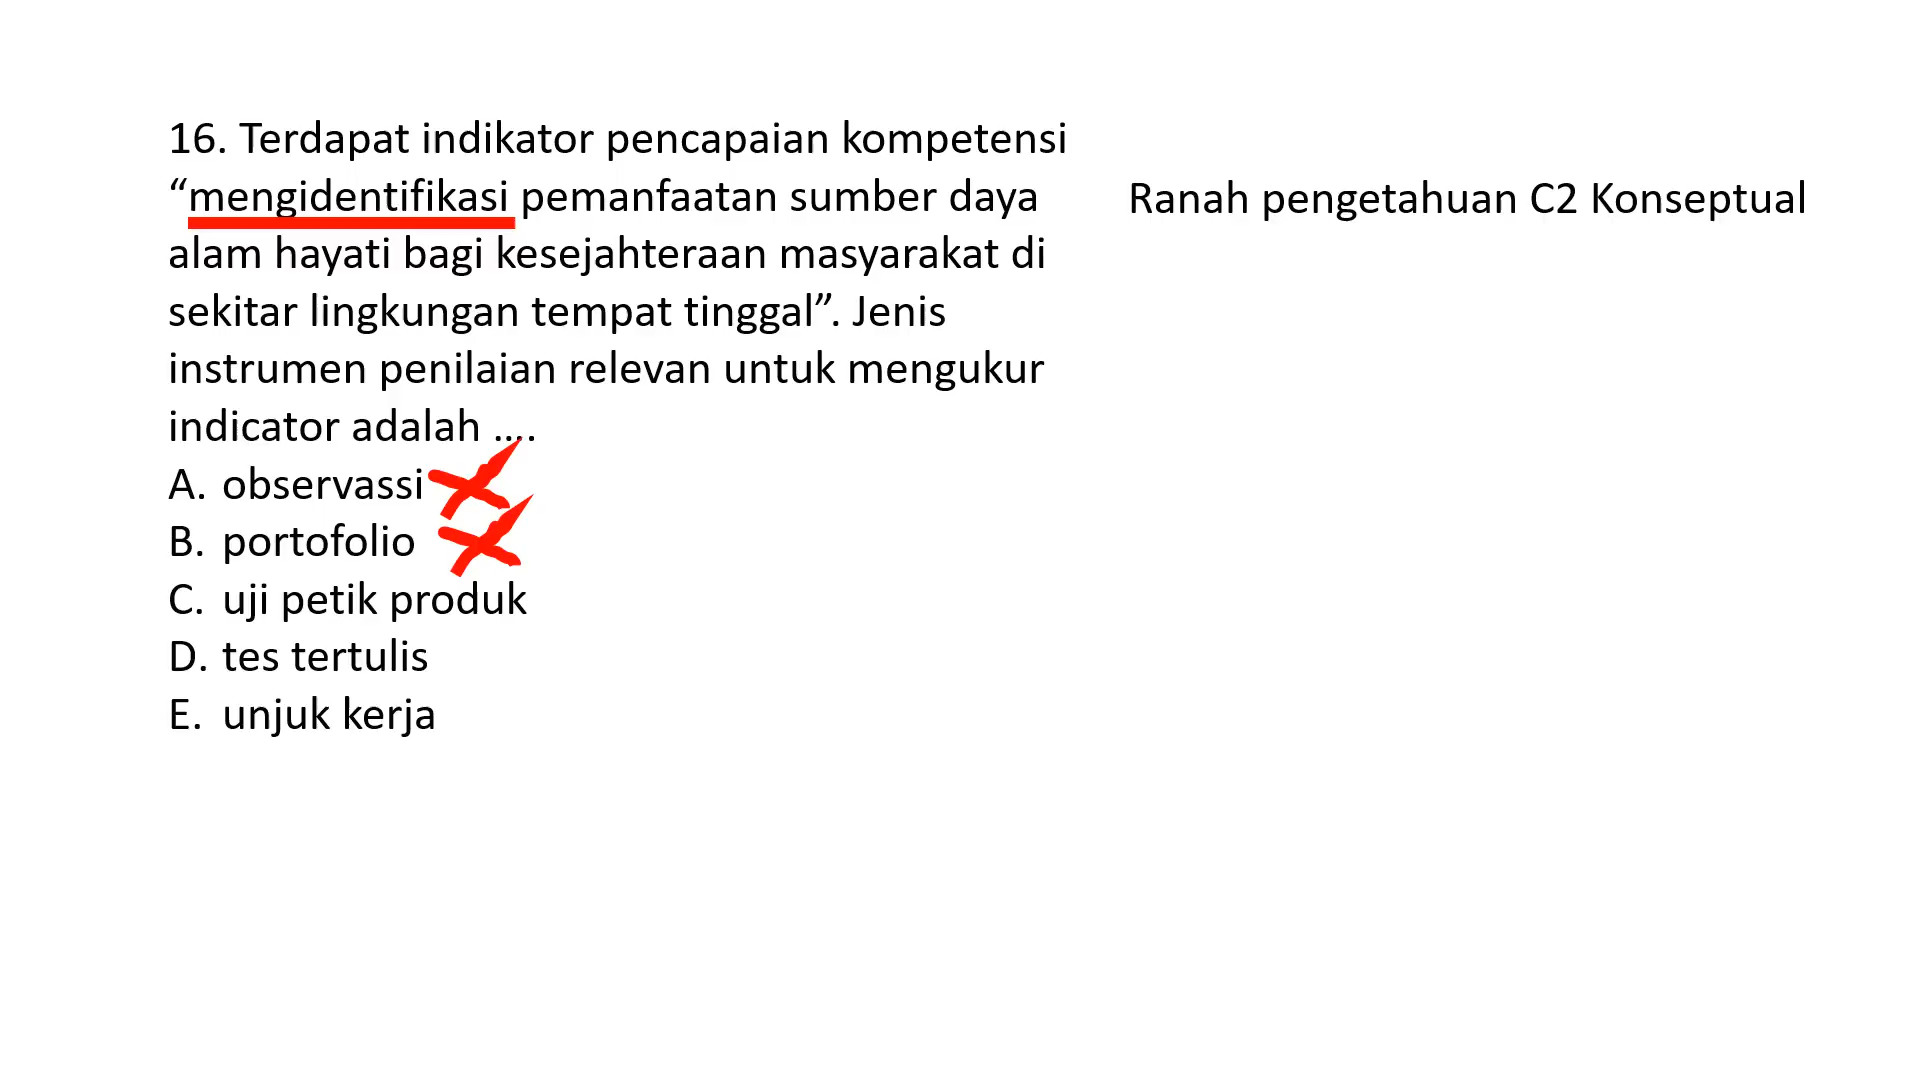 16. Terdapat indikator pencapaian kompetensi
“mengidentifikasi pemanfaatan sumber daya
alam hayati bagi kesejahteraan masyarakat di
sekitar lingkungan tempat tinggal”. Jenis
instrumen penilaian relevan untuk mengukur
indicator adalah ....
A. observassi
B. portofolio
C. uji petik produk
D. tes tertulis
E. unjuk kerja
Ranah pengetahuan C2 Konseptual